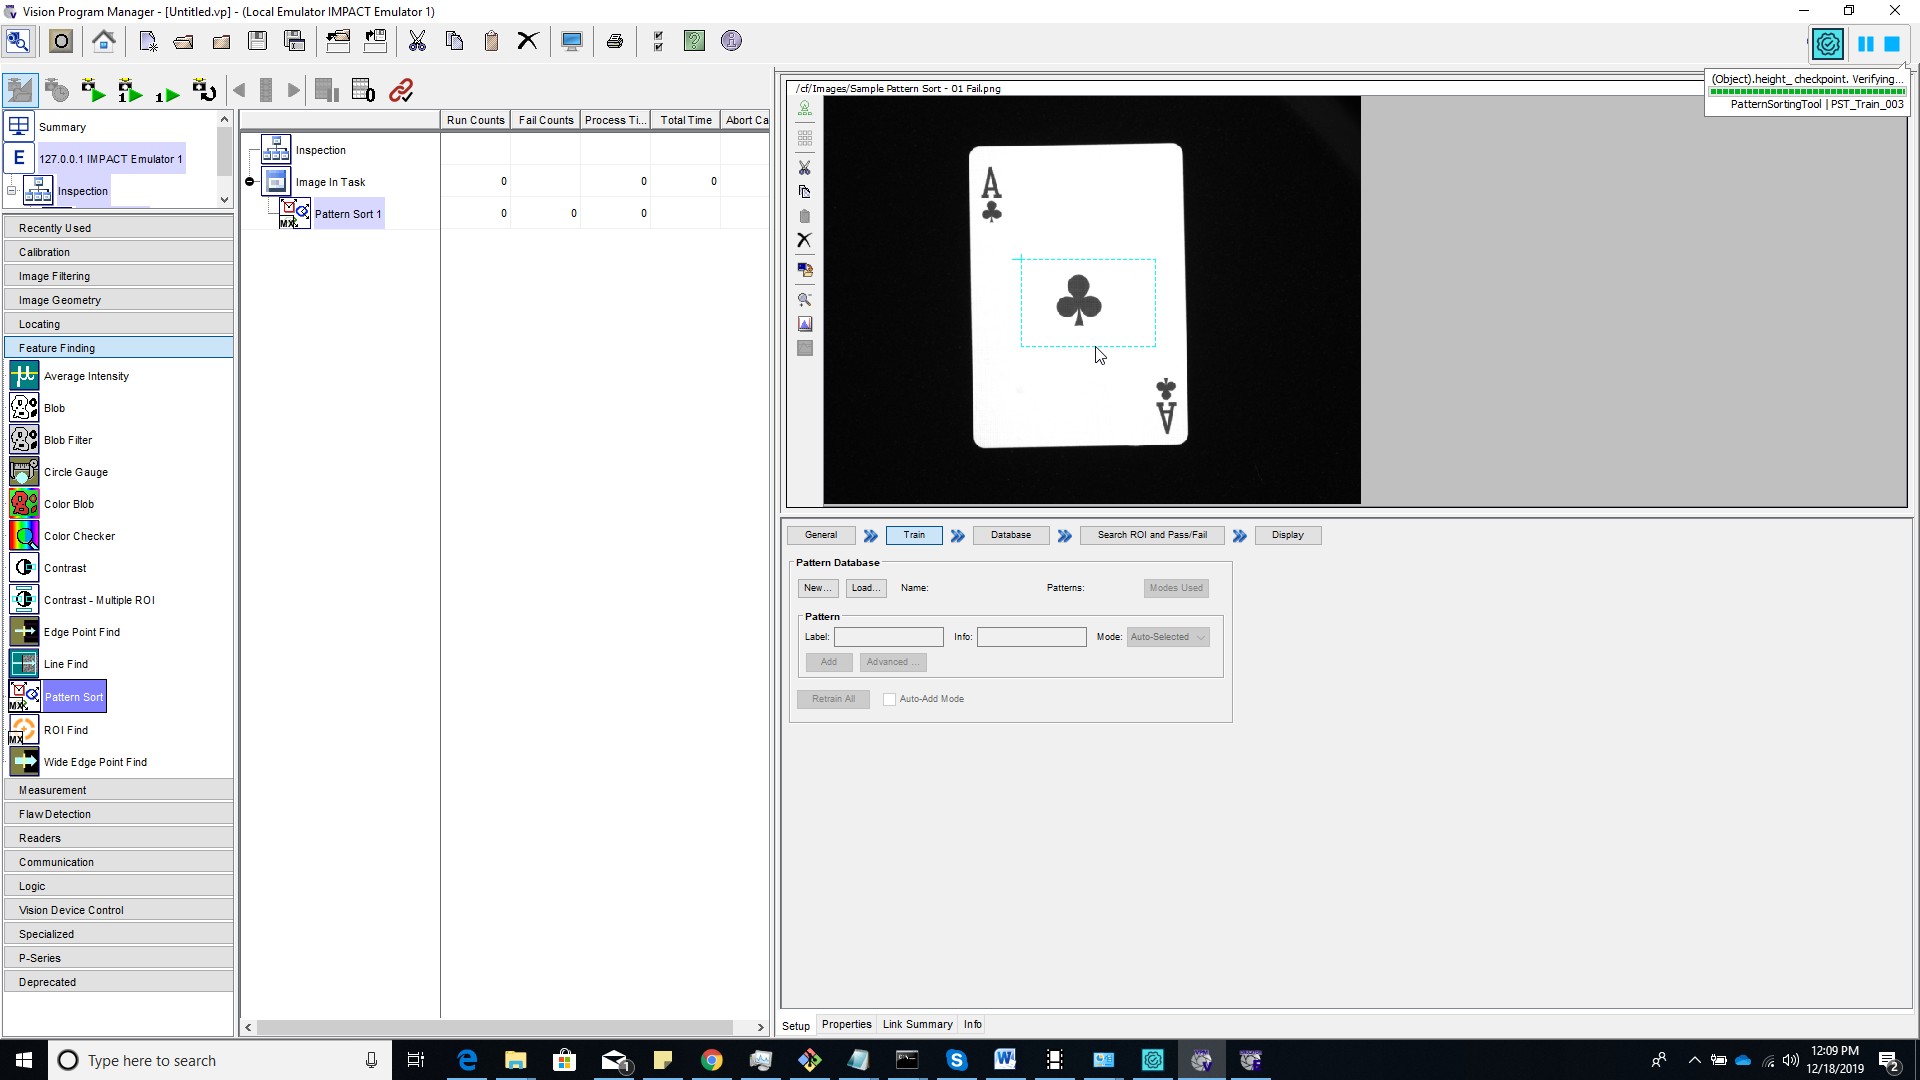 Vision Program Manager - [Untitled.vp] - (Local Emulator IMPACT Emulator 1)
(Object).height_ checkpoint. Verifying...
PatternSortingTool | PST_Train_003
Summary
E 127.0.0.1 IMPACT Emulator 1
Inspection
Recently Used
Calibration
Image Filtering
Image Geometry
Locating
Feature Finding
Average Intensity
Blob
Blob Filter
Circle Gauge
Color Blob
Color Checker
Contrast
Contrast - Multiple ROI
Edge Point Find
Line Find
MX Pattern Sort
MX ROI Find
Wide Edge Point Find
Measurement
Flaw Detection
Readers
Communication
Logic
Vision Device Control
Specialized
P-Series
Deprecated
Run Counts Fail Counts Process Ti... Total Time Abort Ca
Inspection
Image In Task 0 0 0
MX Pattern Sort 1 0 0 0
/cf/Images/Sample Pattern Sort - 01 Fail.png
A
A
General Train Database Search ROI and Pass/Fail Display
Pattern Database
New... Load... Name: Patterns: Modes Used
Pattern
Label: Info: Mode: Auto-Selected
Add Advanced ...
Retrain All Auto-Add Mode
Setup Properties Link Summary Info
Type here to search
12:09 PM
12/18/2019
2